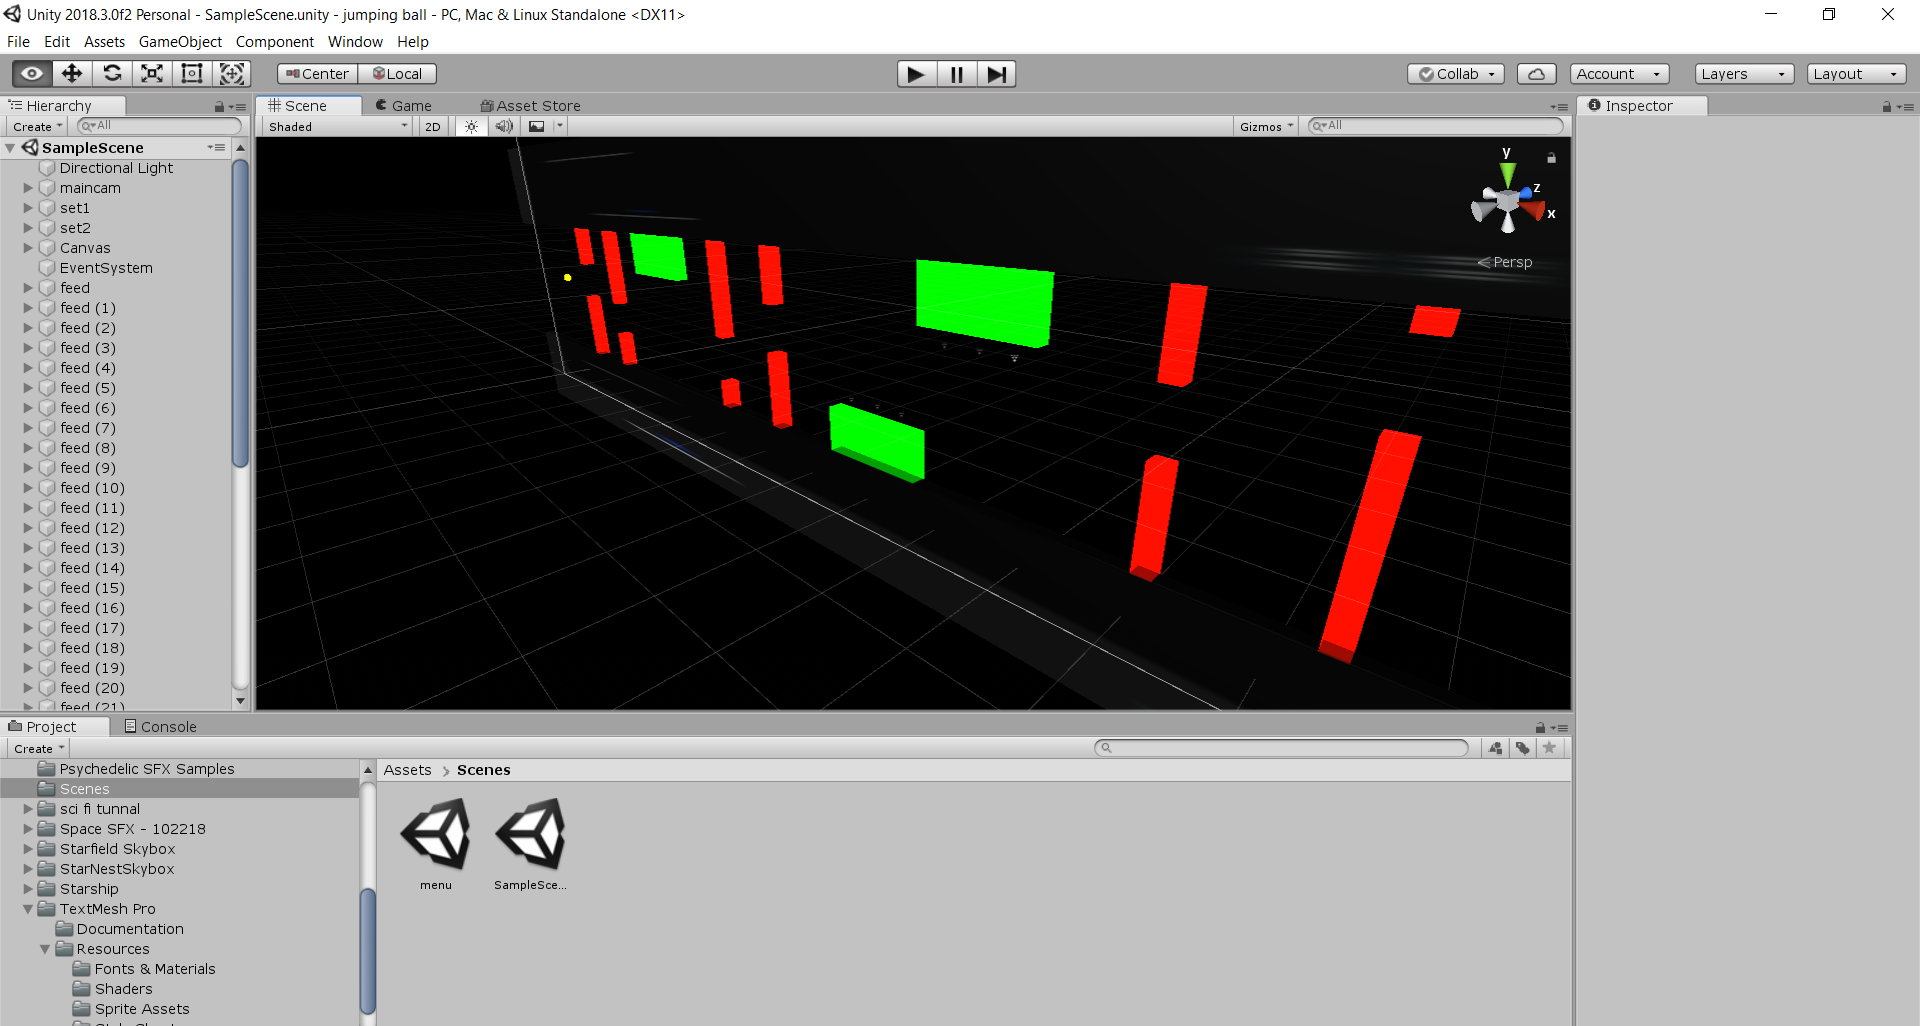 Unity 2018.3.0f2 Personal - SampleScene.unity - jumping ball - PC, Mac & Linux Standalone <DX11>
File Edit Assets GameObject Component Window Help
Center Local Collab Account Layers Layout
Hierarchy Scene Game Asset Store Inspector
Create All Shaded 2D Gizmos All
SampleScene
Directional Light
maincam
set1
set2
Canvas
EventSystem
feed
feed (1)
feed (2)
feed (3)
feed (4)
feed (5)
feed (6)
feed (7)
feed (8)
feed (9)
feed (10)
feed (11)
feed (12)
feed (13)
feed (14)
feed (15)
feed (16)
feed (17)
feed (18)
feed (19)
feed (20)
feed (21)
y
z
x
Persp
Project Console
Create
Psychedelic SFX Samples
Scenes
sci fi tunnal
Space SFX - 102218
Starfield Skybox
StarNestSkybox
Starship
TextMesh Pro
Documentation
Resources
Fonts & Materials
Shaders
Sprite Assets
Assets > Scenes
menu SampleSce...